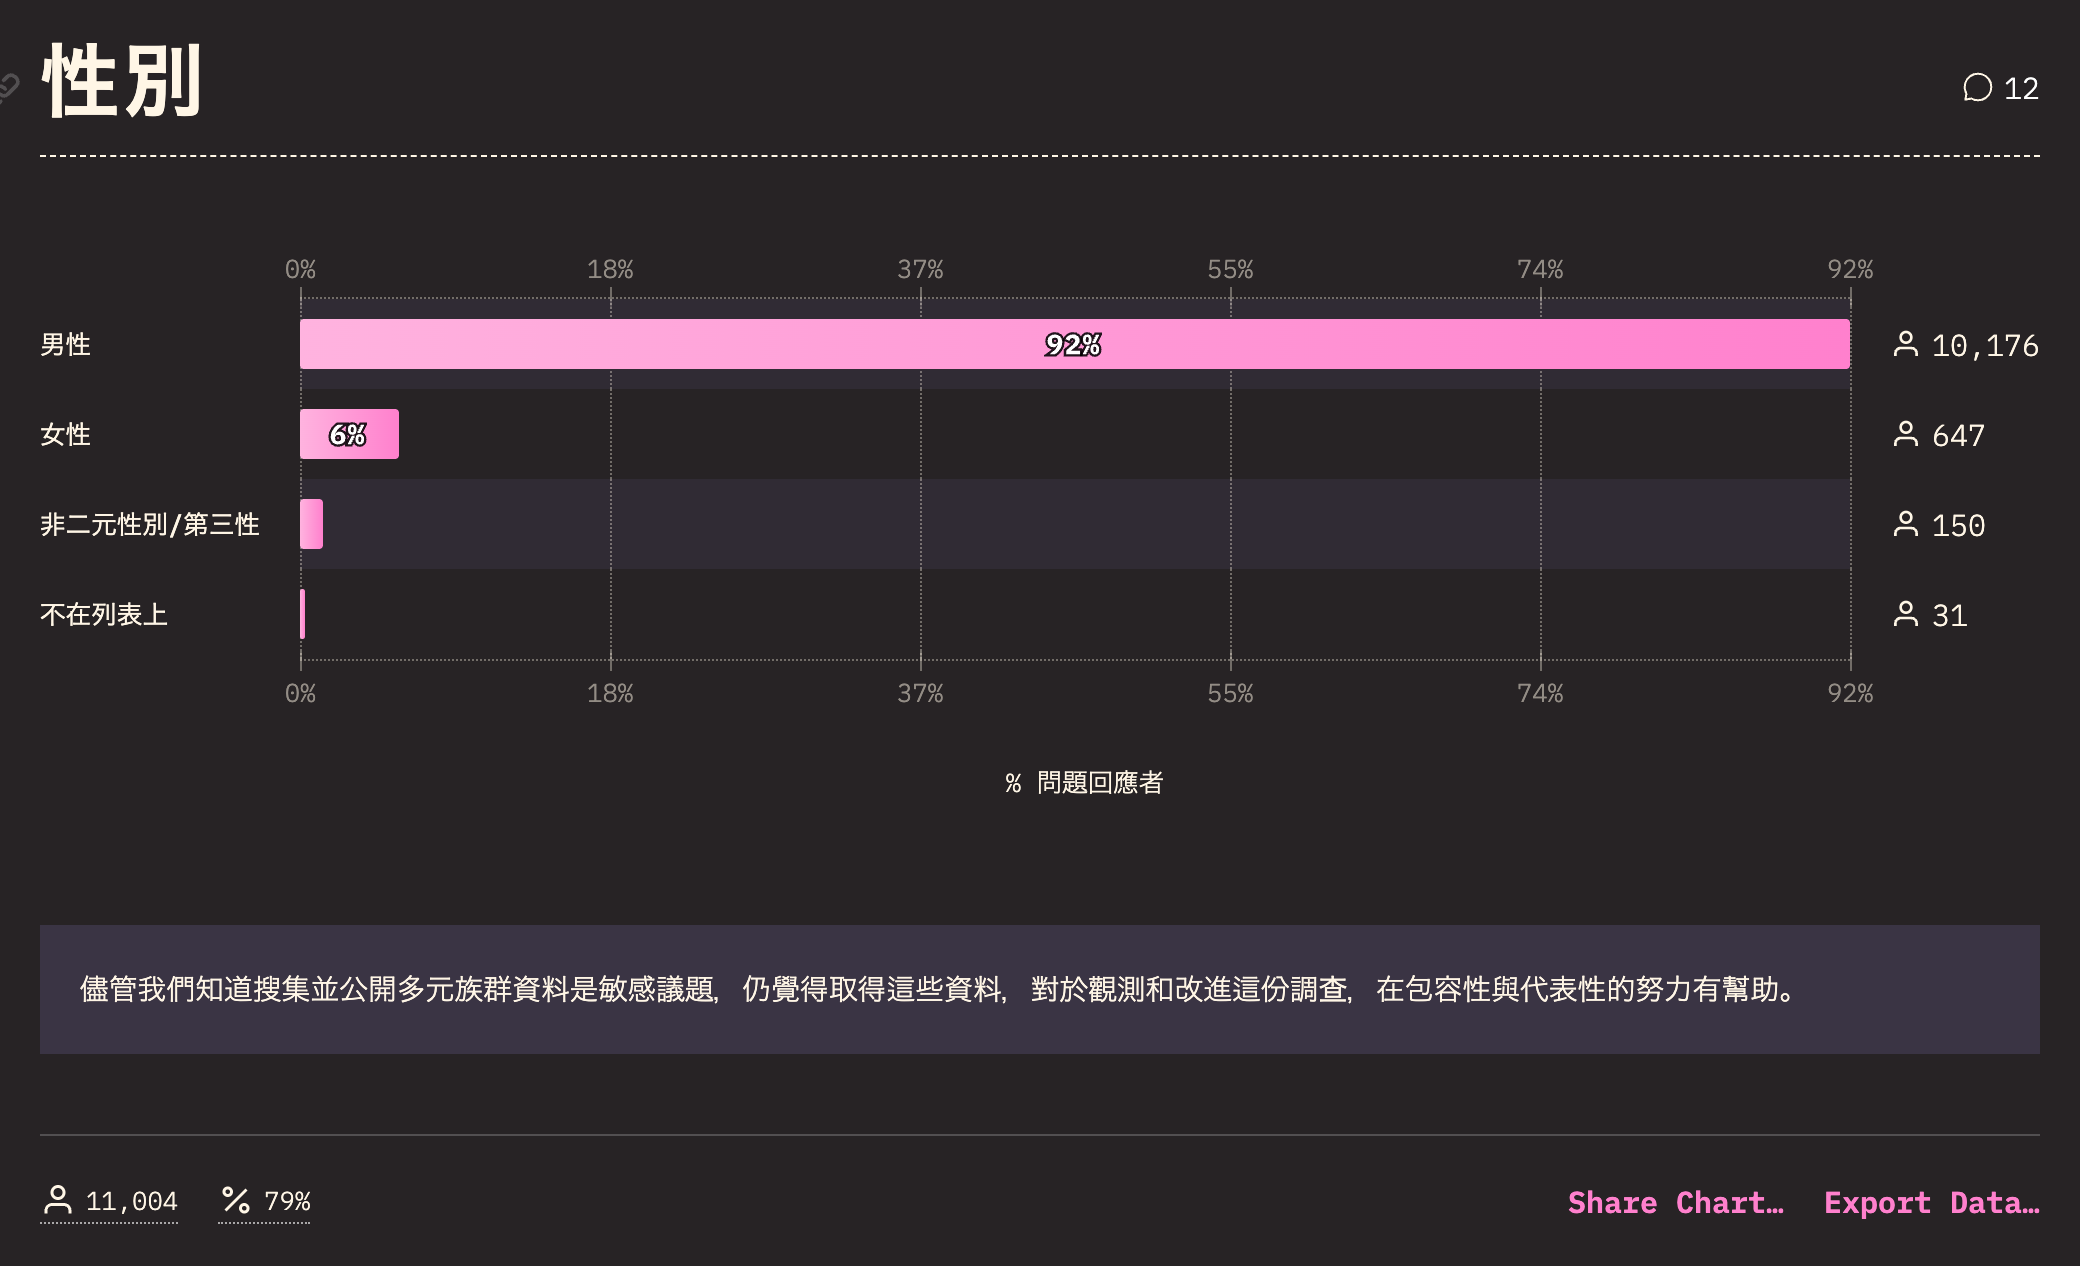 性別
12
0% 18% 37% 55% 74% 92%
男性 92% 10,176
女性 6% 647
非二元性別/第三性 150
不在列表上 31
0% 18% 37% 55% 74% 92%
% 問題回應者
儘管我們知道搜集並公開多元族群資料是敏感議題，仍覺得取得這些資料，對於觀測和改進這份調查，在包容性與代表性的努力有幫助。
11,004 79% Share Chart… Export Data…